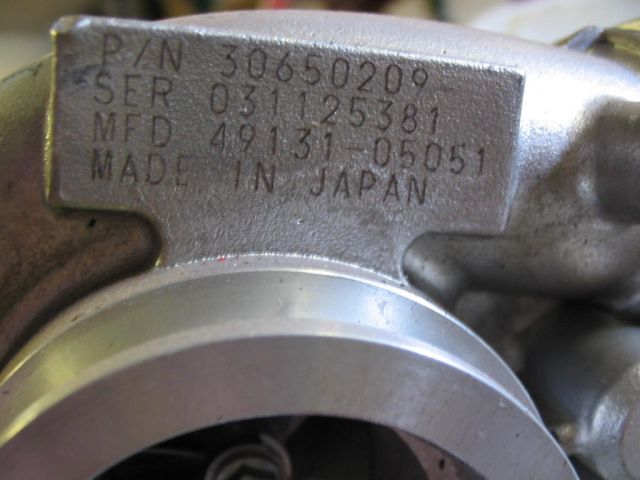 P/N 30650209
SER 031125381
MFD 49131-05051
MADE IN JAPAN